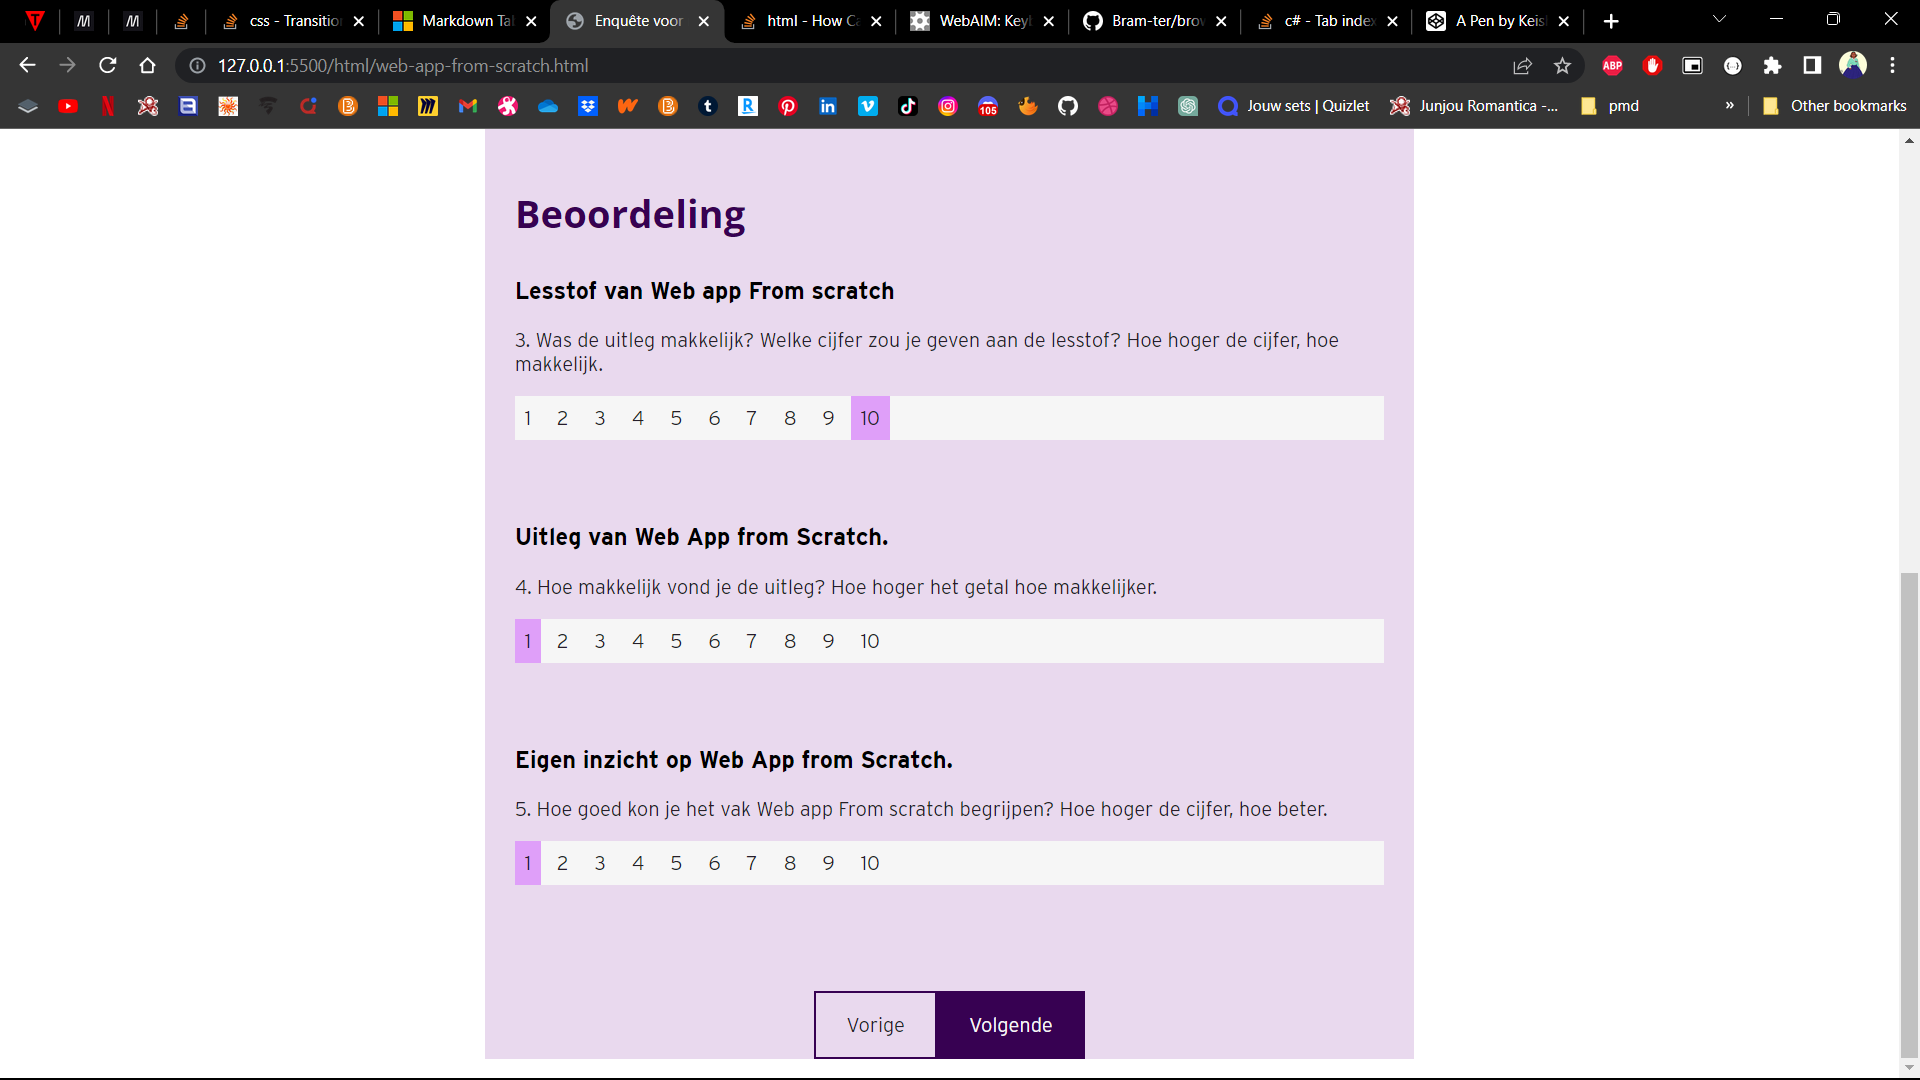 css - Transitio
Markdown Ta
Enquête voor
html - How Ca
WebAIM: Key
Bram-ter/brow
c# - Tab index
A Pen by Keis
127.0.0.1:5500/html/web-app-from-scratch.html
ABP
105
Jouw sets | Quizlet
Junjou Romantica -...
pmd
»
Other bookmarks
Beoordeling
Lesstof van Web app From scratch
3. Was de uitleg makkelijk? Welke cijfer zou je geven aan de lesstof? Hoe hoger de cijfer, hoe
makkelijk.
1 2 3 4 5 6 7 8 9 10
Uitleg van Web App from Scratch.
4. Hoe makkelijk vond je de uitleg? Hoe hoger het getal hoe makkelijker.
1 2 3 4 5 6 7 8 9 10
Eigen inzicht op Web App from Scratch.
5. Hoe goed kon je het vak Web app From scratch begrijpen? Hoe hoger de cijfer, hoe beter.
1 2 3 4 5 6 7 8 9 10
Vorige
Volgende